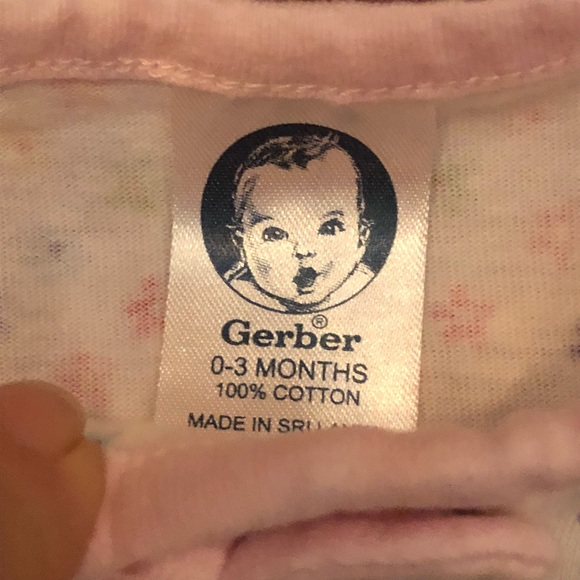 Gerber®
0-3 MONTHS
100% COTTON
MADE IN SRI